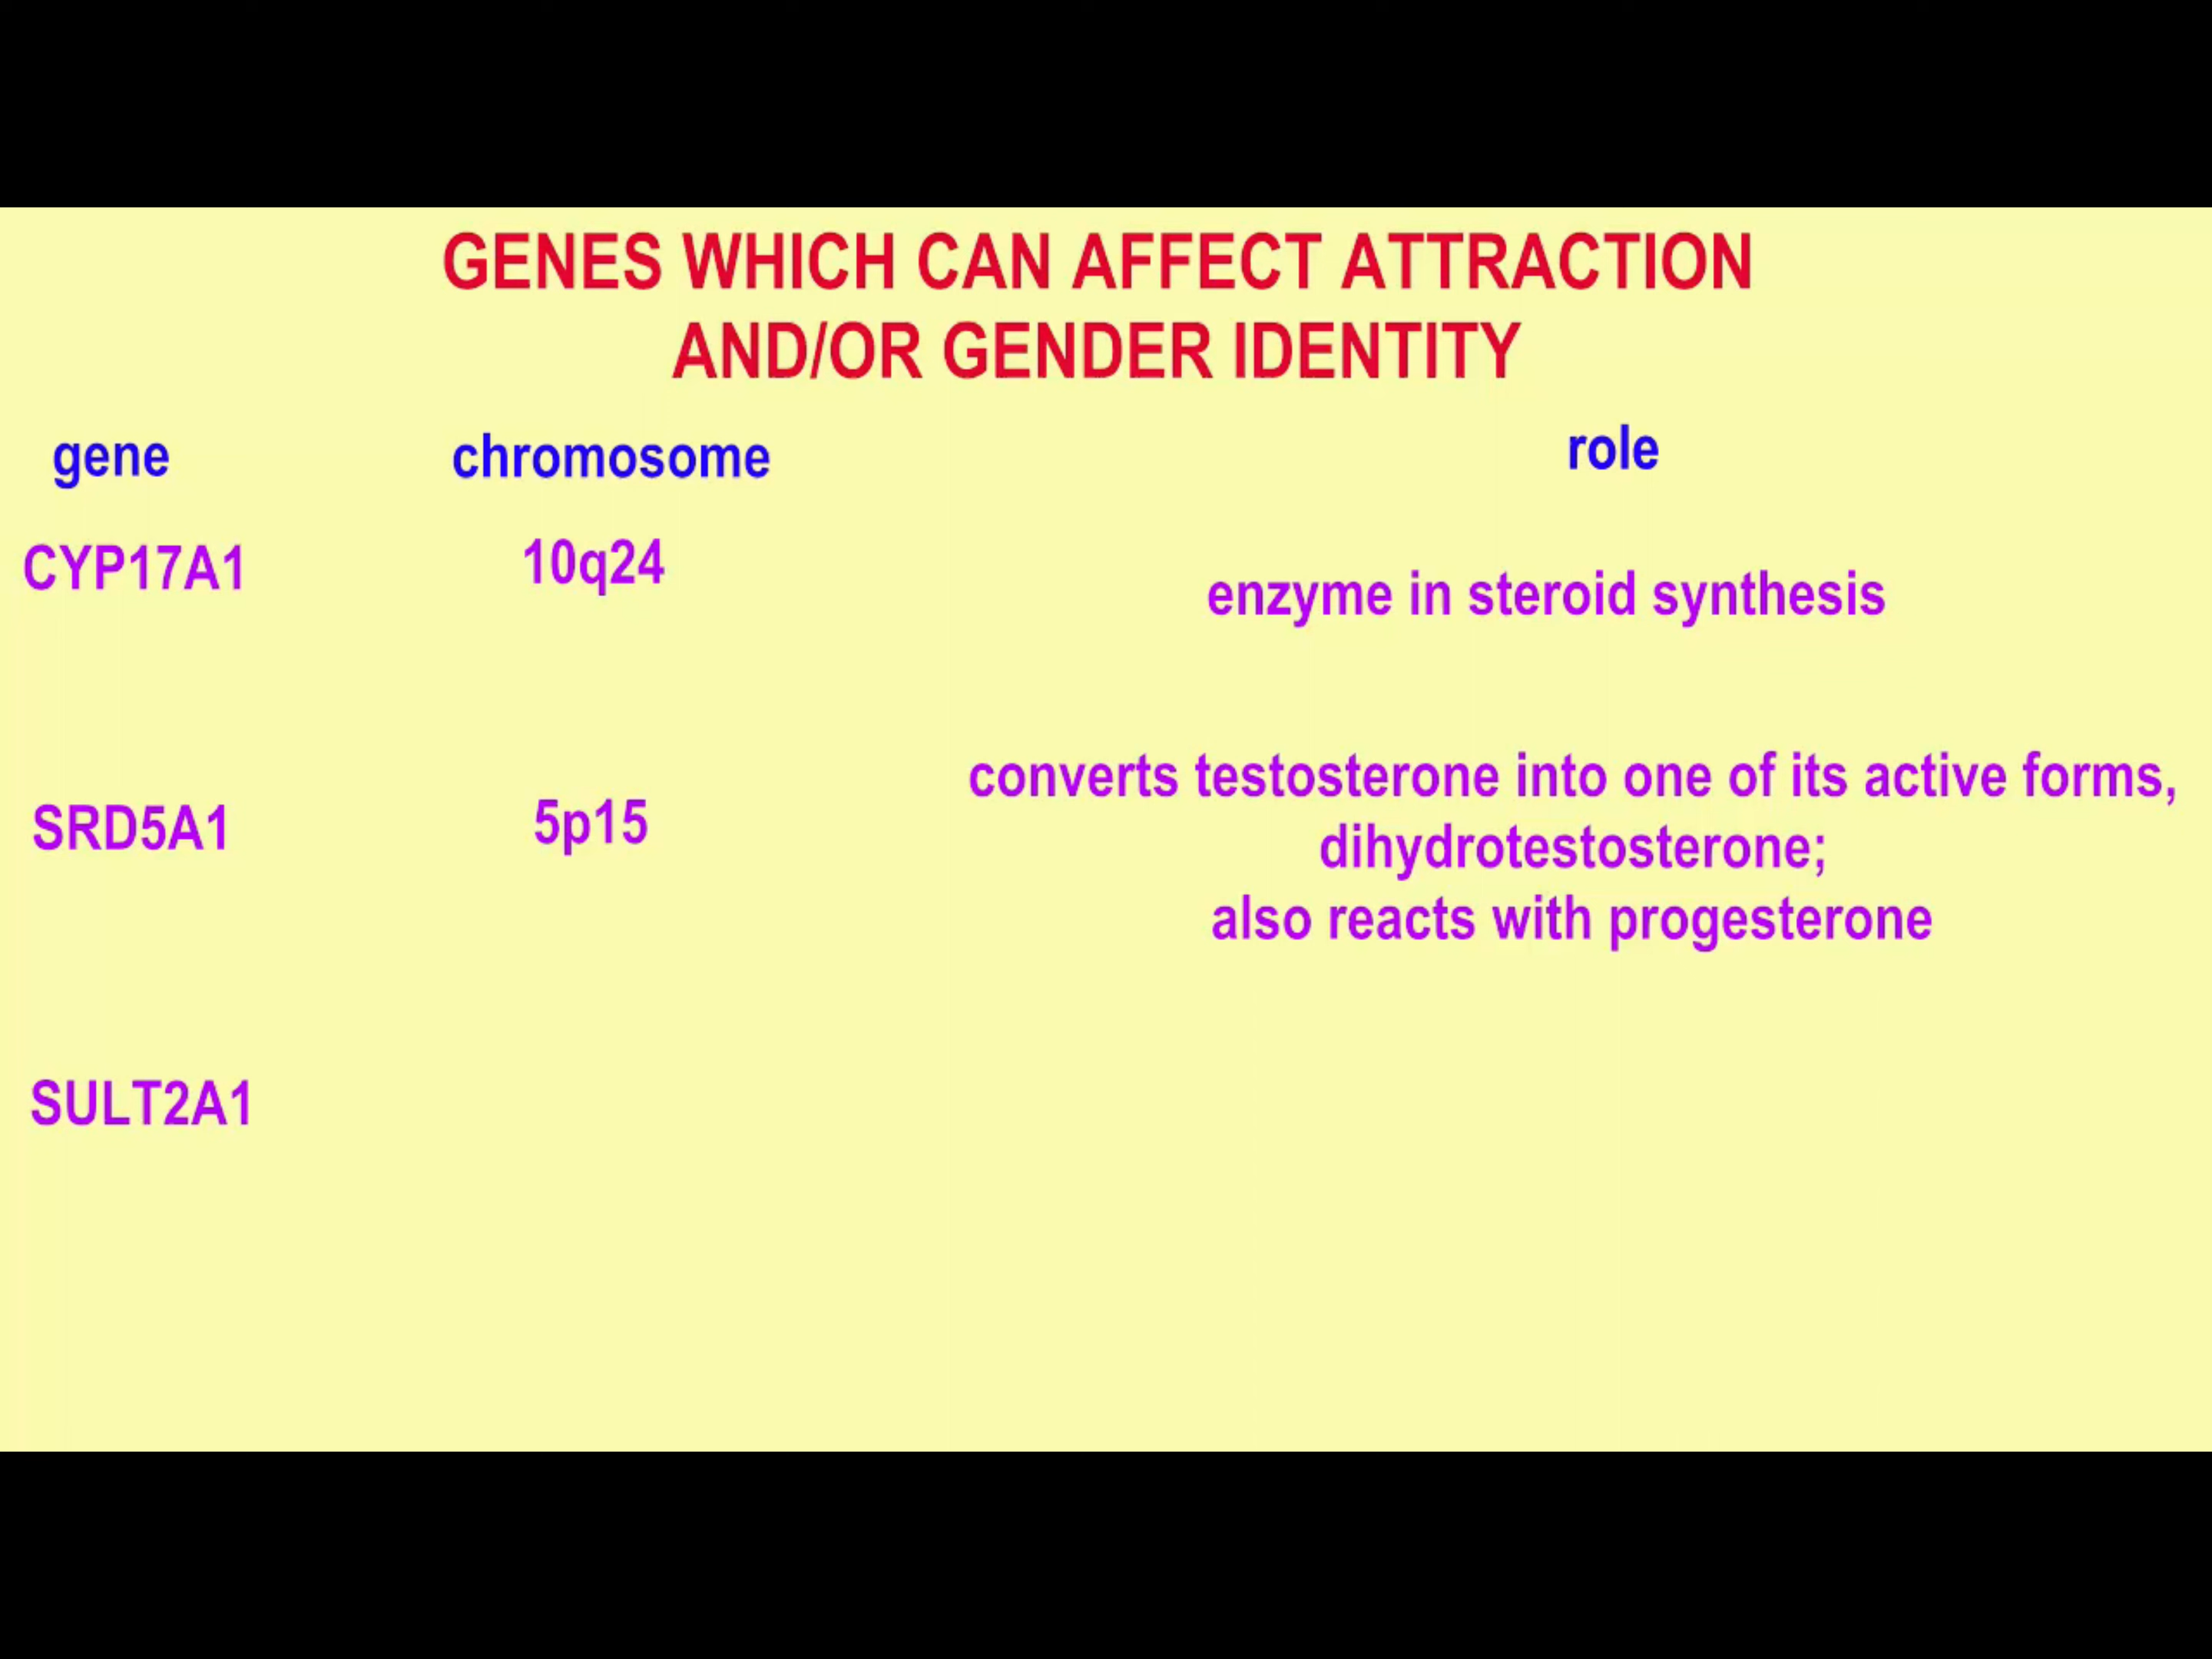 GENES WHICH CAN AFFECT ATTRACTION
AND/OR GENDER IDENTITY
gene chromosome role
CYP17A1 10q24 enzyme in steroid synthesis
SRD5A1 5p15 converts testosterone into one of its active forms,
dihydrotestosterone;
also reacts with progesterone
SULT2A1